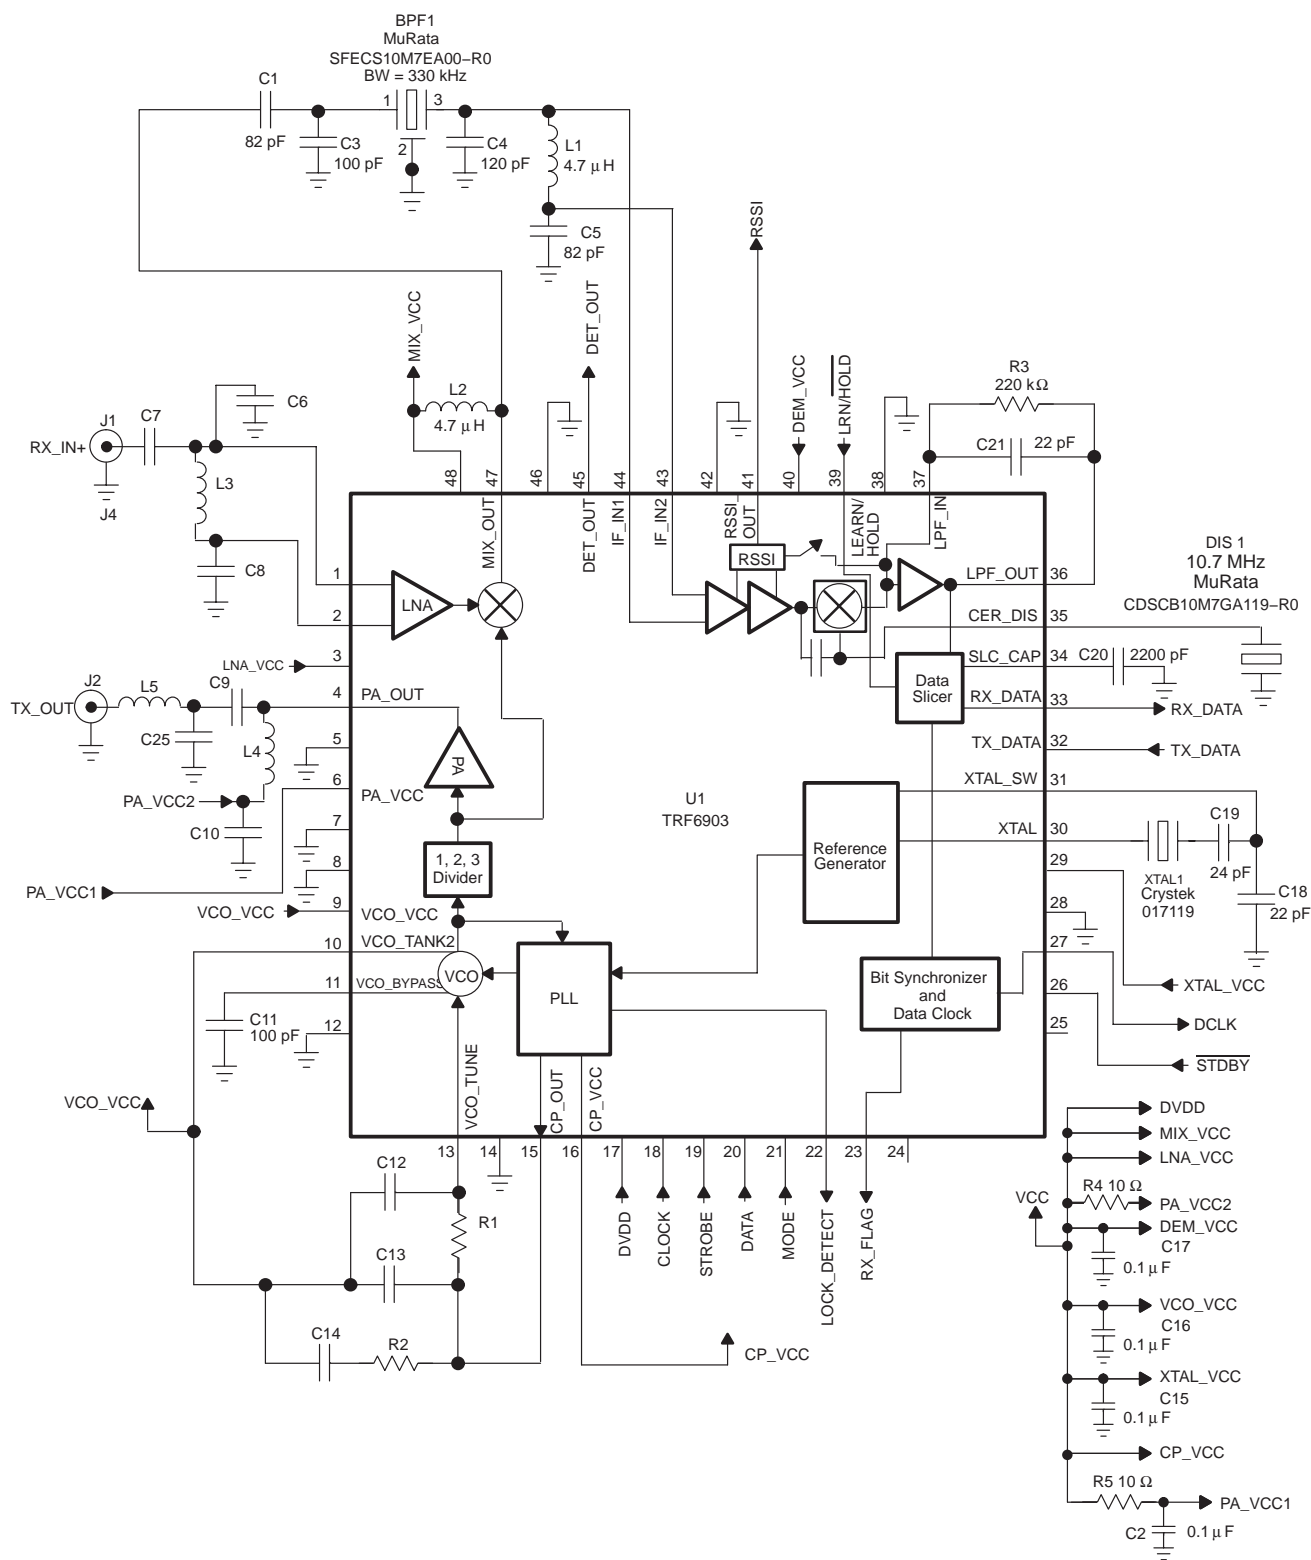 BPF1
MuRata
SFECS10M7EA00−R0
BW = 330 kHz
C1
82 pF
1
3
2
C3
100 pF
C4
120 pF
L1
4.7 μH
C5
82 pF
RSSI
MIX_VCC
DET_OUT
DEM_VCC
LRN/HOLD
L2
4.7 μH
R3
220 kΩ
C21
22 pF
C6
C7
J1
RX_IN+
J4
L3
C8
48
47
46
45
44
43
42
41
40
39
38
37
MIX_OUT
DET_OUT
IF_IN1
IF_IN2
RSSI_
OUT
LEARN/
HOLD
LPF_IN
RSSI
LNA
1
2
3
LNA_VCC
4
PA_OUT
J2
TX_OUT
L5
C9
C25
L4
5
6
PA_VCC
PA_VCC2
C10
7
8
PA_VCC1
9
VCO_VCC
VCO_VCC
10
VCO_TANK2
11
VCO_BYPASS
C11
100 pF
12
PA
1, 2, 3
Divider
VCO
PLL
U1
TRF6903
Reference
Generator
Data
Slicer
Bit Synchronizer
and
Data Clock
LPF_OUT
36
CER_DIS
35
SLC_CAP
34
RX_DATA
33
TX_DATA
32
XTAL_SW
31
XTAL
30
29
28
27
26
25
DIS 1
10.7 MHz
MuRata
CDSCB10M7GA119−R0
C20
2200 pF
RX_DATA
TX_DATA
C19
24 pF
XTAL1
Crystek
017119
C18
22 pF
XTAL_VCC
DCLK
STDBY
VCO_TUNE
CP_OUT
CP_VCC
13
14
15
16
17
18
19
20
21
22
23
24
VCO_VCC
C12
R1
C13
C14
R2
CP_VCC
DVDD
CLOCK
STROBE
DATA
MODE
LOCK_DETECT
RX_FLAG
VCC
DVDD
MIX_VCC
LNA_VCC
R4 10 Ω
PA_VCC2
DEM_VCC
C17
0.1 μF
VCO_VCC
C16
0.1 μF
XTAL_VCC
C15
0.1 μF
CP_VCC
R5 10 Ω
PA_VCC1
C2
0.1 μF